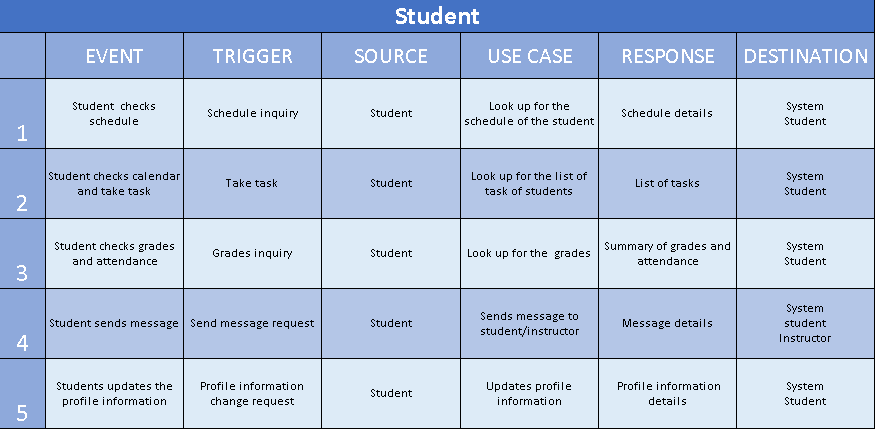 Student
EVENT TRIGGER SOURCE USE CASE RESPONSE DESTINATION
1
Student checks
schedule
Schedule inquiry
Student
Look up for the
schedule of the student
Schedule details
System
Student
2
Student checks calendar
and take task
Take task
Student
Look up for the list of
task of students
List of tasks
System
Student
3
Student checks grades
and attendance
Grades inquiry
Student
Look up for the grades
Summary of grades and
attendance
System
Student
4
Student sends message
Send message request
Student
Sends message to
student/instructor
Message details
System
student
Instructor
5
Students updates the
profile information
Profile information
change request
Student
Updates profile
information
Profile information
details
System
Student